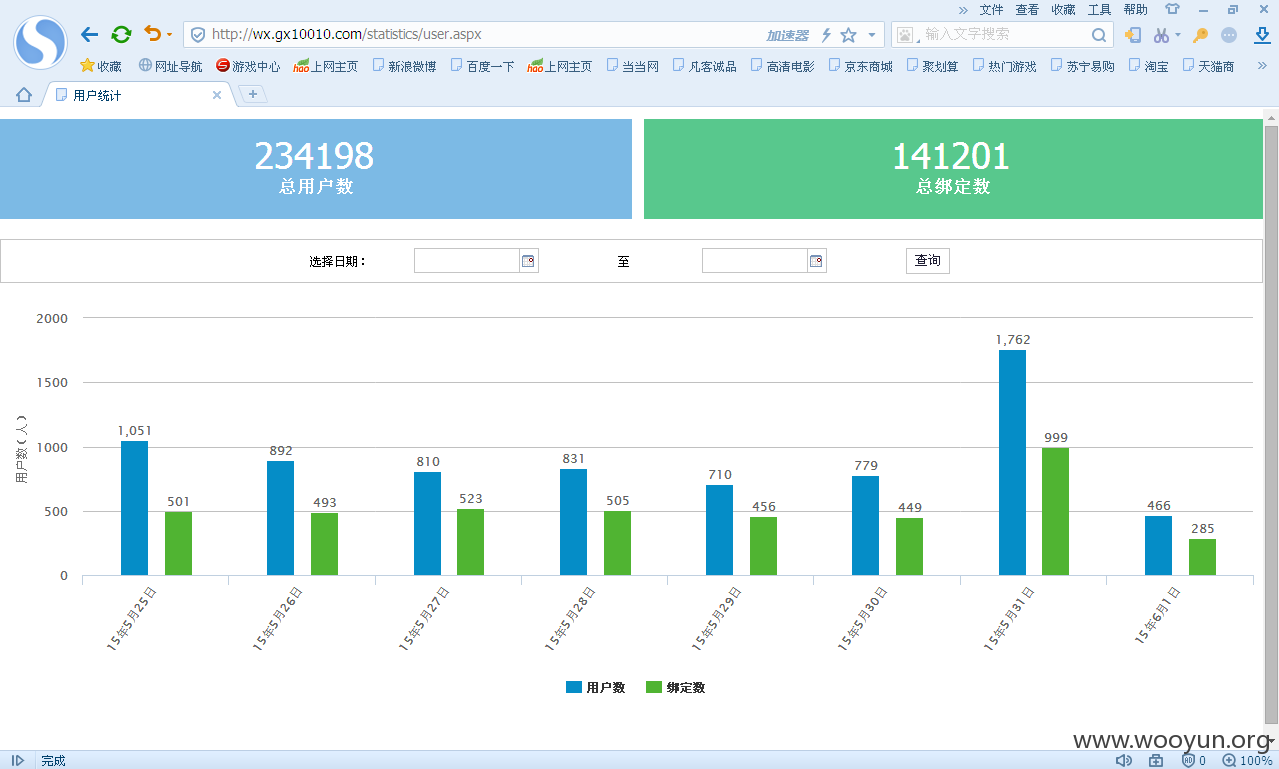 » 文件 查看 收藏 工具 帮助
http://wx.gx10010.com/statistics/user.aspx 加速器 输入文字搜索
收藏 网址导航 游戏中心 hao上网主页 新浪微博 百度一下 hao上网主页 当当网 凡客诚品 高清电影 京东商城 聚划算 热门游戏 苏宁易购 淘宝 天猫商 »
用户统计
234198
总用户数
141201
总绑定数
选择日期： 至 查询
用户数(人)
2000
1500
1000
500
0
1,051 501
892 493
810 523
831 505
710 456
779 449
1,762 999
466 285
15年5月25日
15年5月26日
15年5月27日
15年5月28日
15年5月29日
15年5月30日
15年5月31日
15年6月1日
用户数 绑定数
www.wooyun.org
完成 0 100%